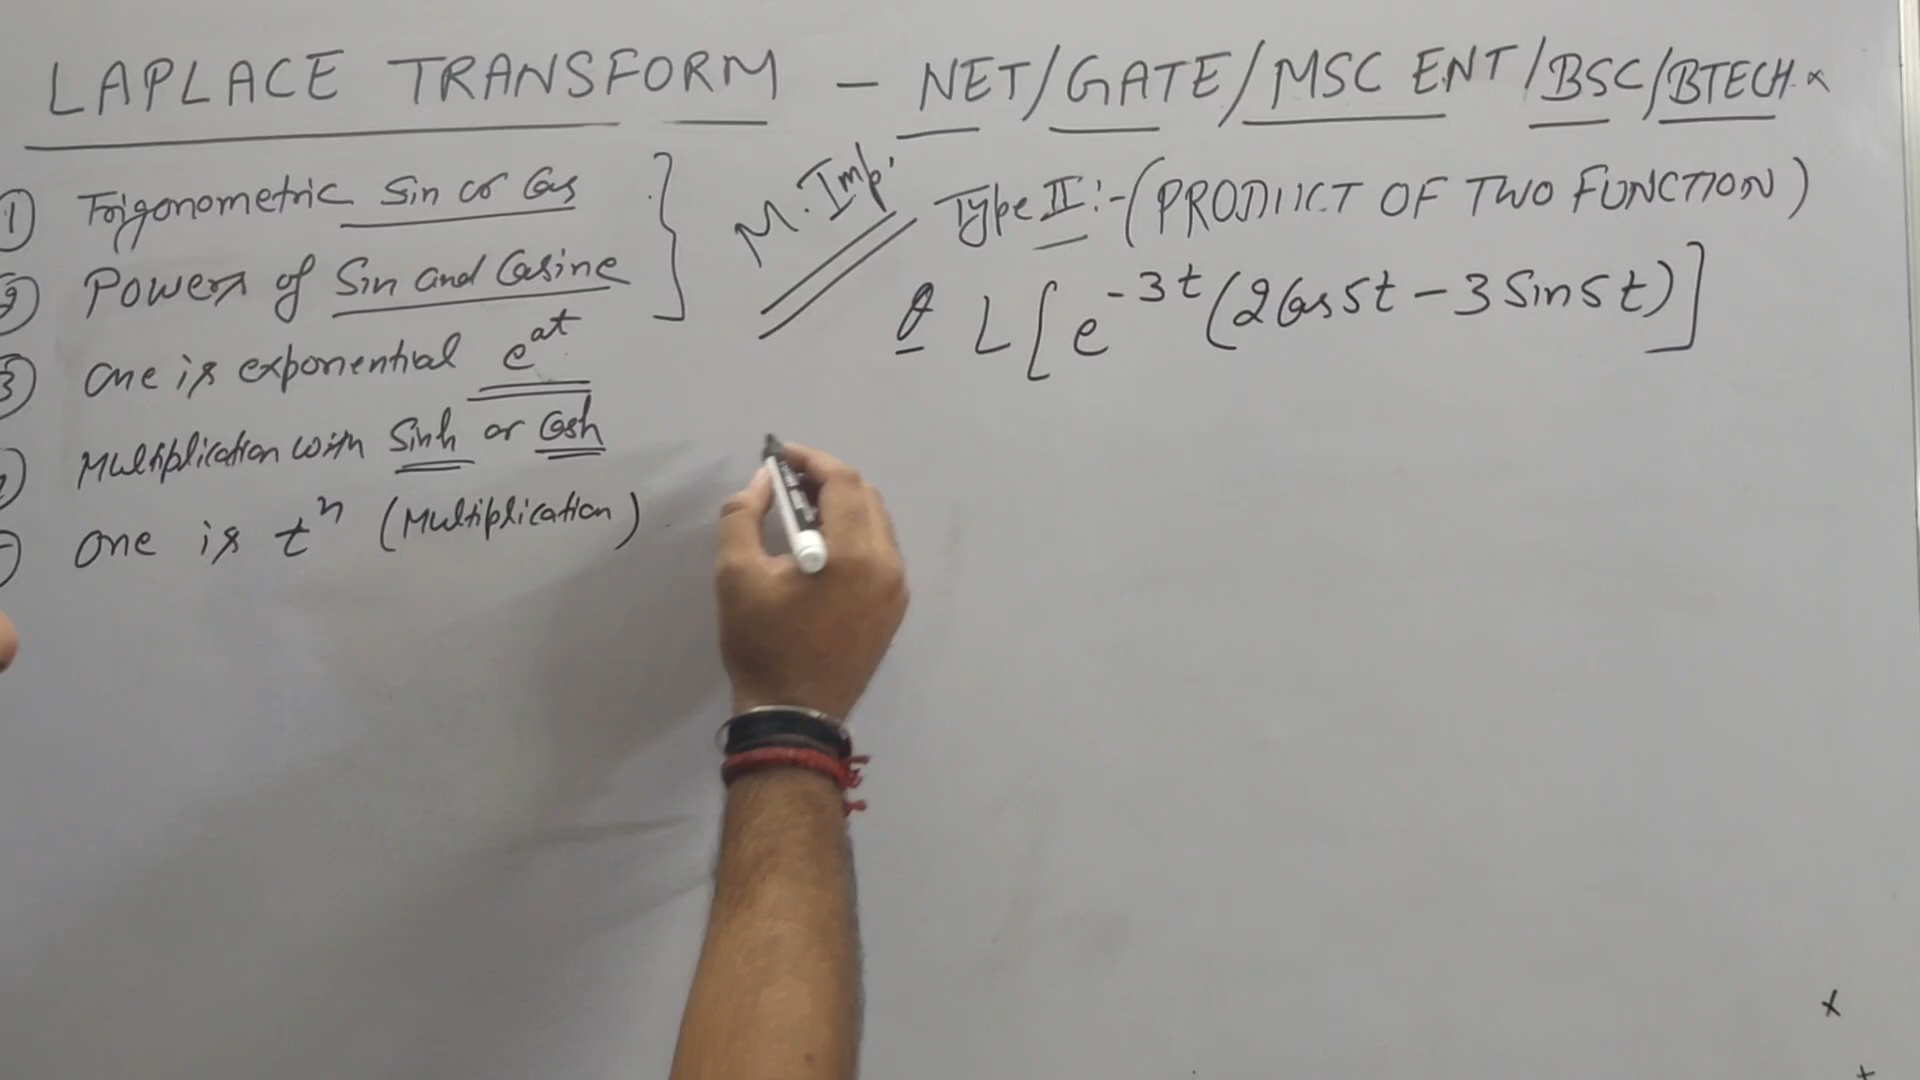 LAPLACE TRANSFORM - NET/GATE/MSC ENT/BSC/BTECH.
① Trigonometric Sin or Cos
② Powers of Sin and Cosine
③ One is exponential e^at
Multiplication with Sinh or Cosh
One is t^n (Multiplication)
M. Imp.
Type II:-(PRODUCT OF TWO FUNCTION)
L[e^-3t(2Cos5t-3Sin5t)]
x